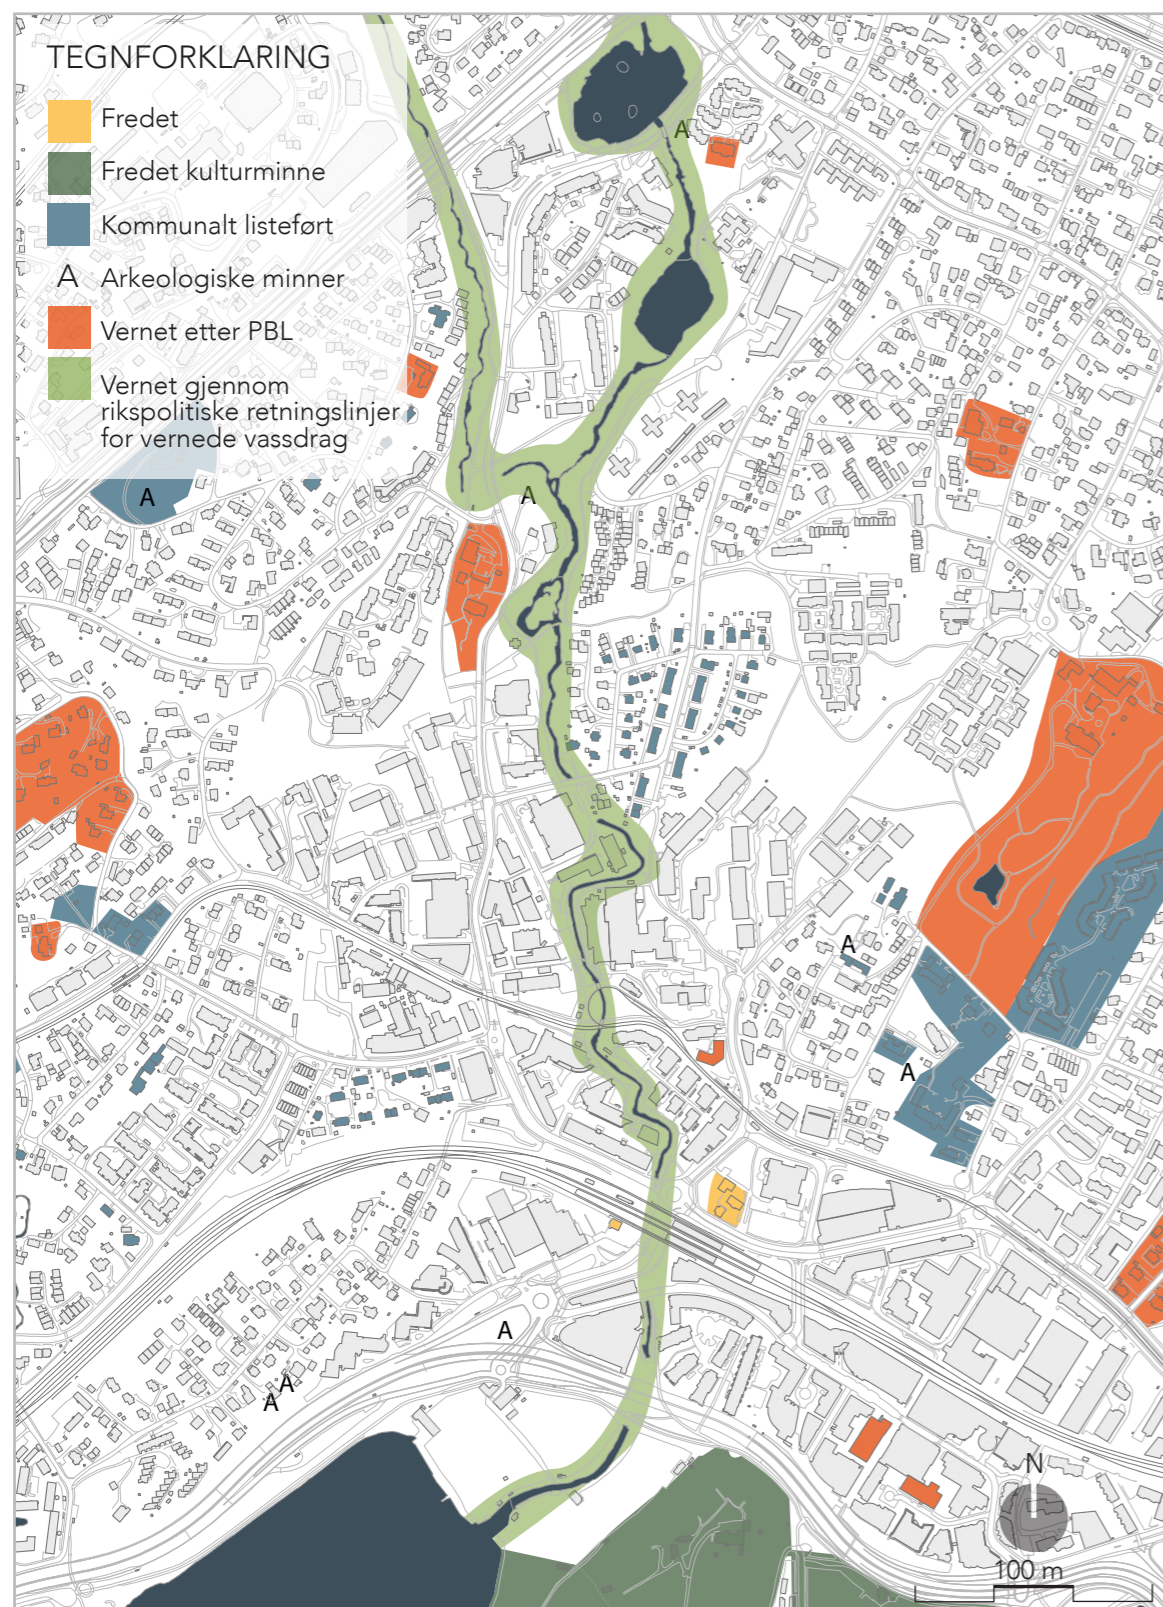 TEGNFORKLARING
Fredet
Fredet kulturminne
Kommunalt listeført
A Arkeologiske minner
Vernet etter PBL
Vernet gjennom
rikspolitiske retningslinjer
for vernede vassdrag
A
A
A
A
A
A
A
A
N
100 m